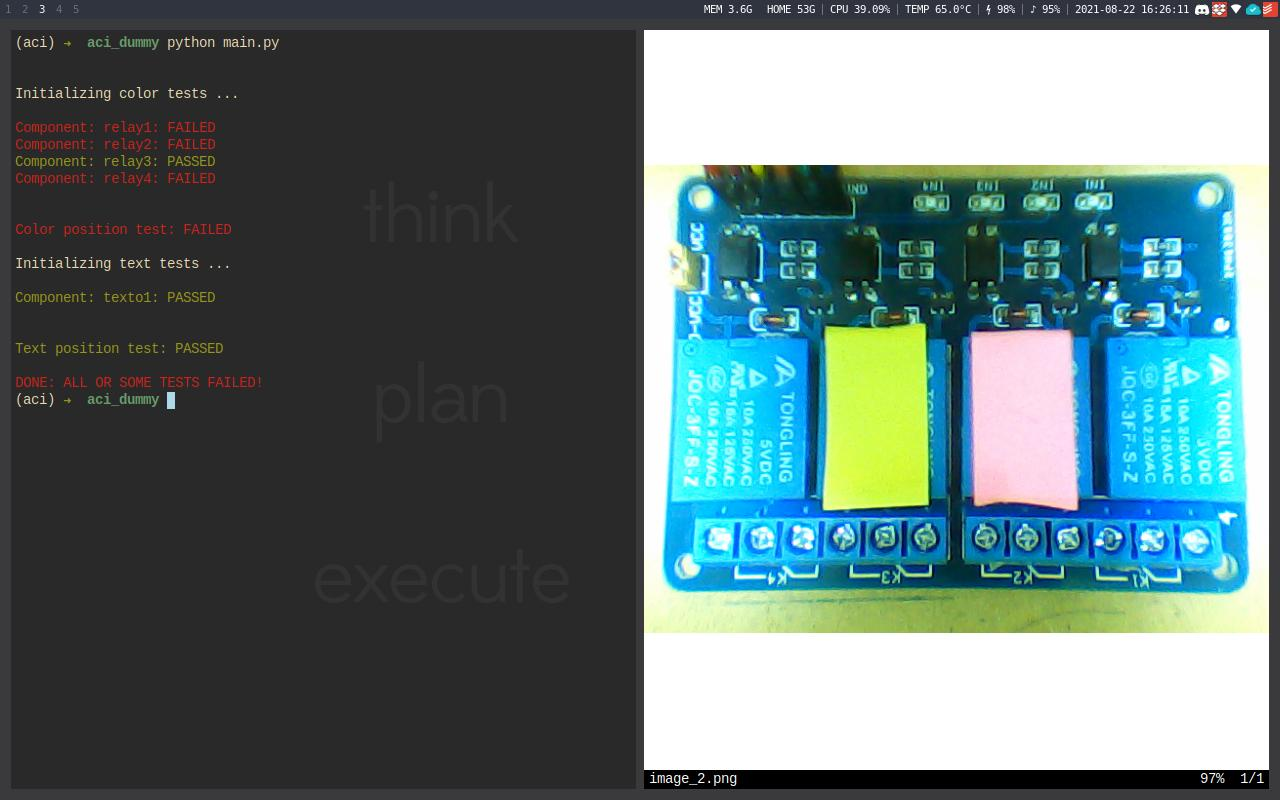 1 2 3 4 5
MEM 3.6G HOME 53G | CPU 39.09% | TEMP 65.0°C | 98% | ♪ 95% | 2021-08-22 16:26:11
(aci) → aci_dummy python main.py
Initializing color tests ...
Component: relay1: FAILED
Component: relay2: FAILED
Component: relay3: PASSED
Component: relay4: FAILED
Color position test: FAILED
Initializing text tests ...
Component: texto1: PASSED
Text position test: PASSED
DONE: ALL OR SOME TESTS FAILED!
(aci) → aci_dummy
think
plan
execute
GND IN4 IN3 IN2 IN1
VCC
D-VCC
TONGLING
5VDC
10A 250VAC
15A 125VAC
10A 250VAC
JQC-3FF-S-Z
TONGLING
TONGLING
5VDC
10A 250VAC
15A 125VAC
10A 250VAC
JQC-3FF-S-Z
K4 K3 K2 K1
image_2.png 97% 1/1